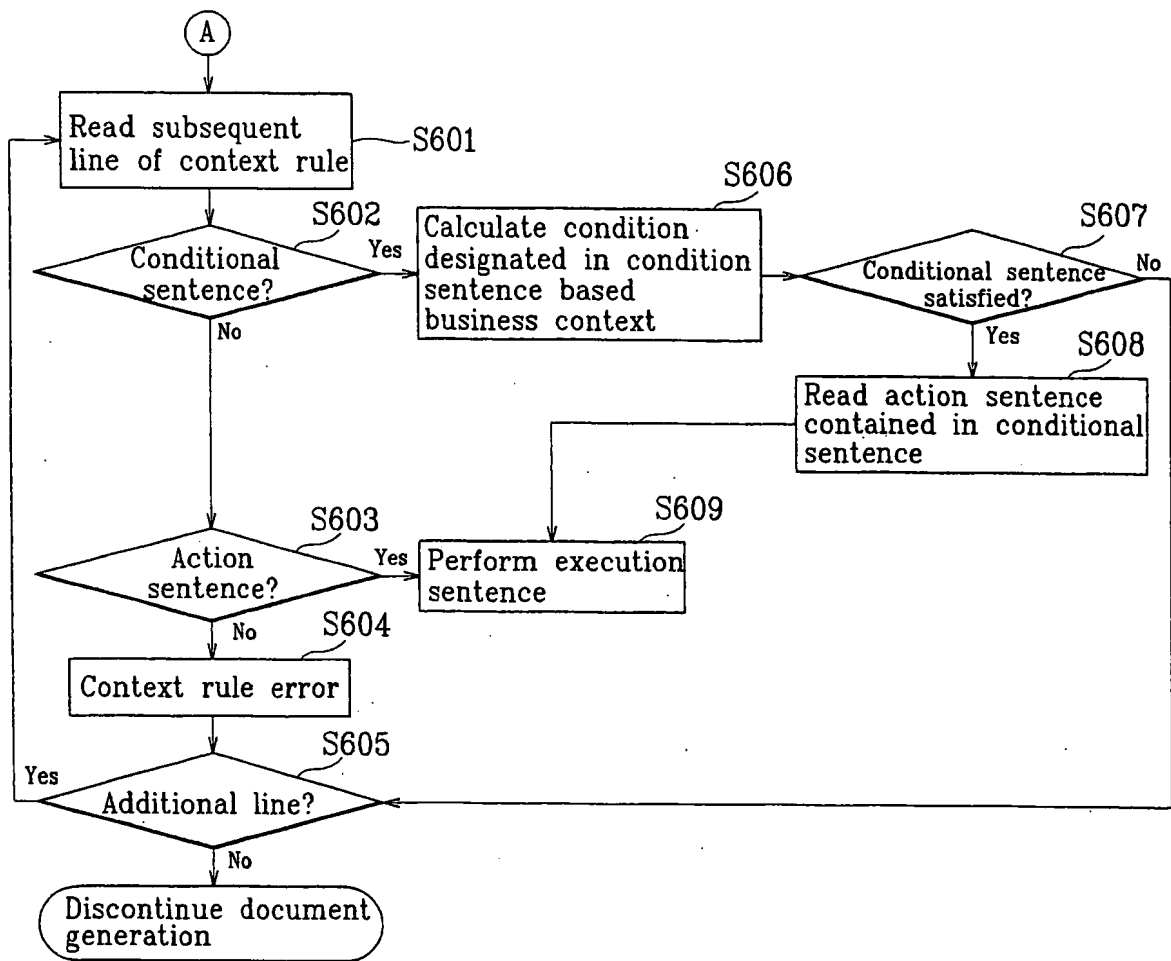 A
Read subsequent
line of context rule
S601
S602
Conditional
sentence?
Yes
No
S606
Calculate condition
designated in condition
sentence based
business context
S607
Conditional sentence
satisfied?
No
Yes
S608
Read action sentence
contained in conditional
sentence
S603
Action
sentence?
Yes
No
S609
Perform execution
sentence
S604
Context rule error
S605
Additional line?
Yes
No
Discontinue document
generation